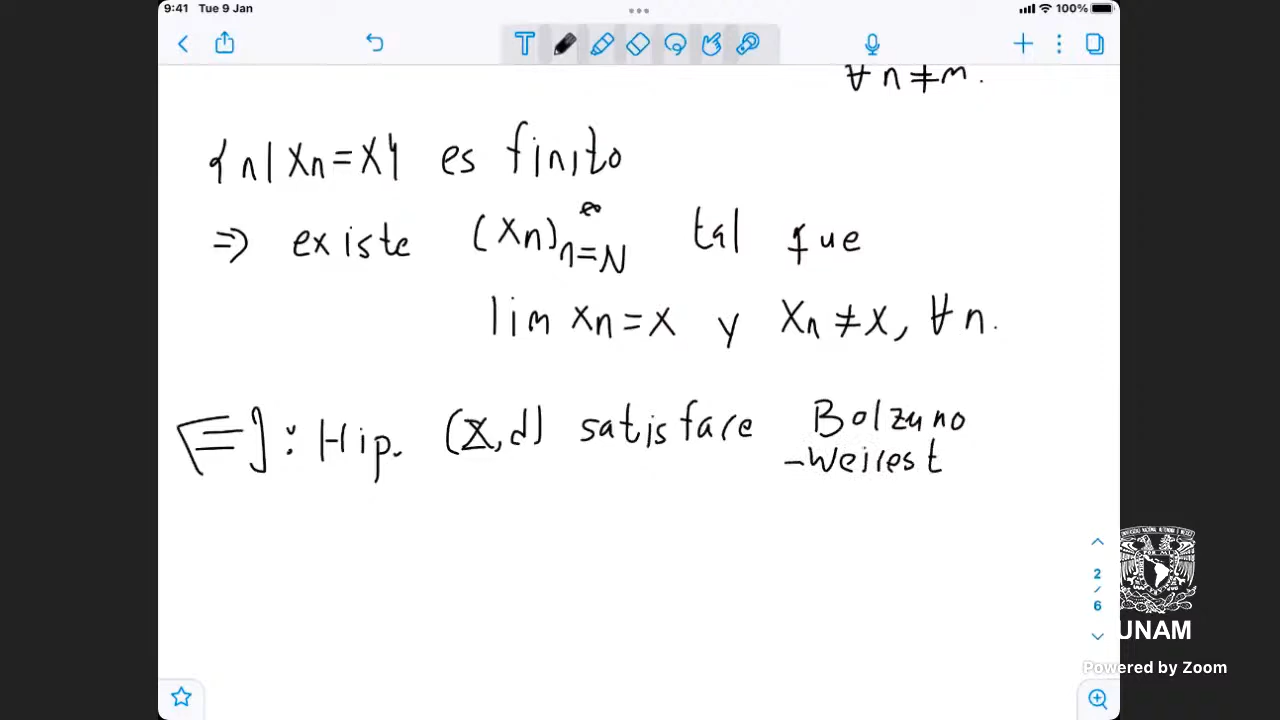 9:41 Tue 9 Jan
100%
∀ n ≠ m.
{n | Xn = X} es finito
=> existe (Xn)_{n=N}^∞ tal que
lim Xn = X y Xn ≠ X, ∀ n.
⇐]: Hip. (X, d) satisface Bolzano
-Weirest
2
6
UNAM
Powered by Zoom